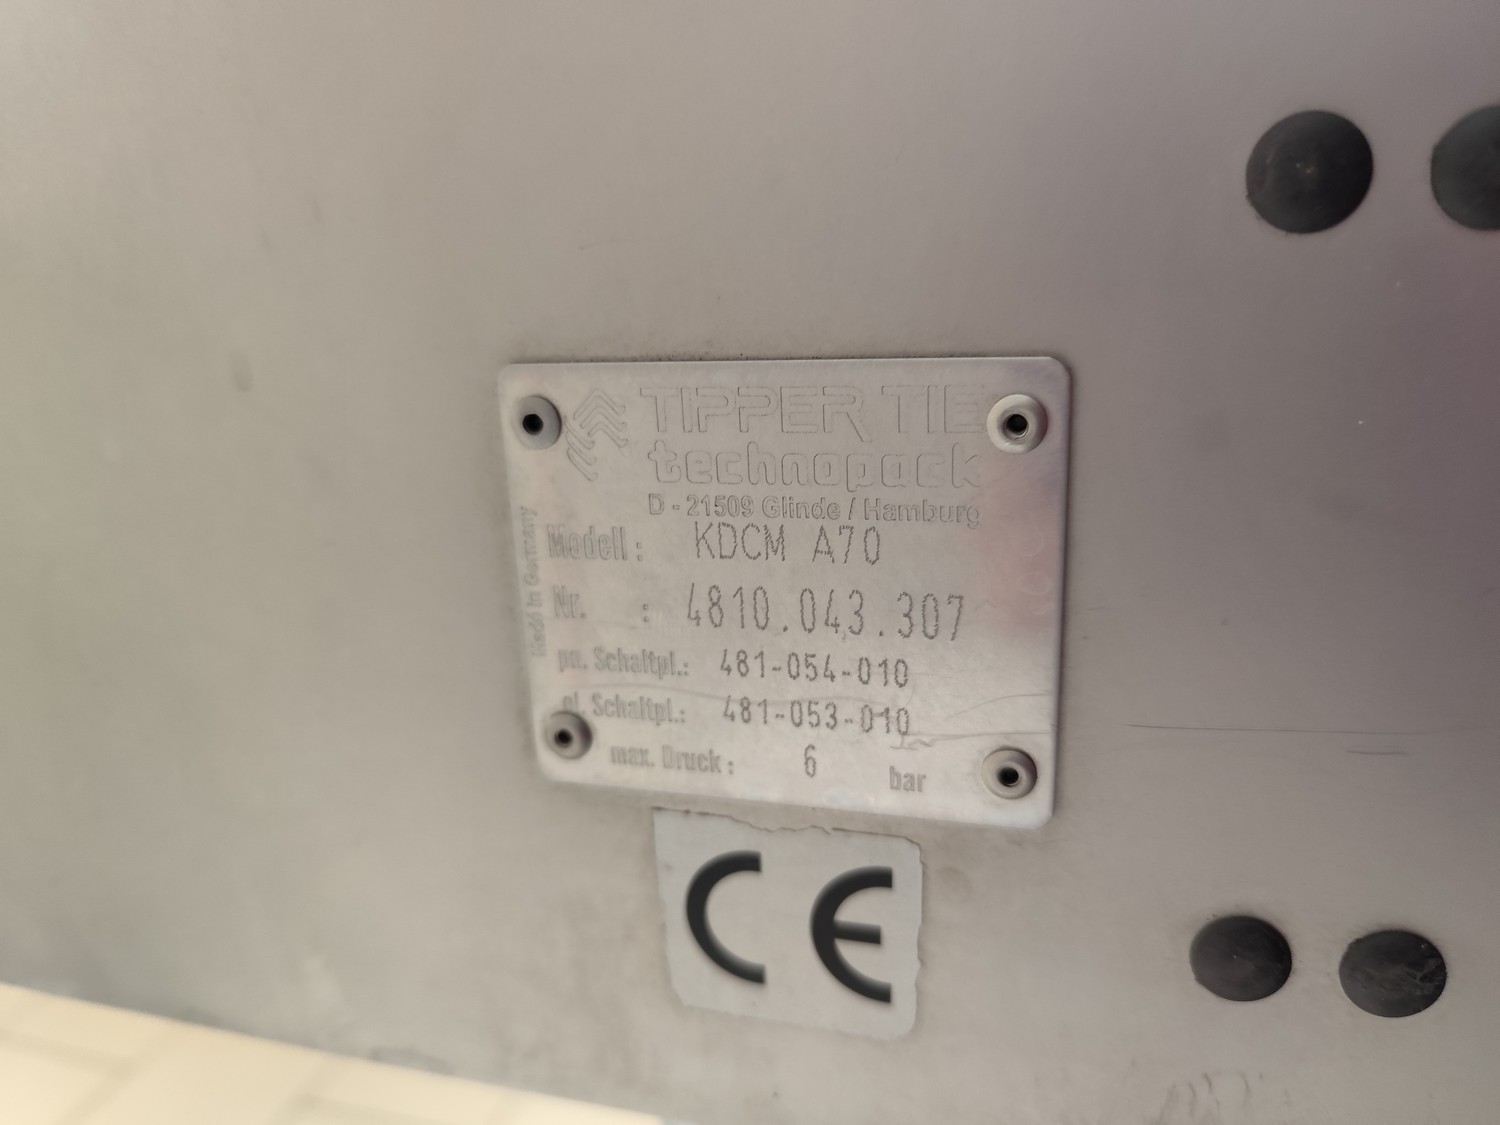 TIPPER TIE
technopack
D - 21509 Glinde / Hamburg
Modell : KDCM A70
Nr. : 4810.043.307
pn. Schaltpl.: 481-054-010
el. Schaltpl.: 481-053-010
max. Druck : 6 bar
Made in Germany
CE